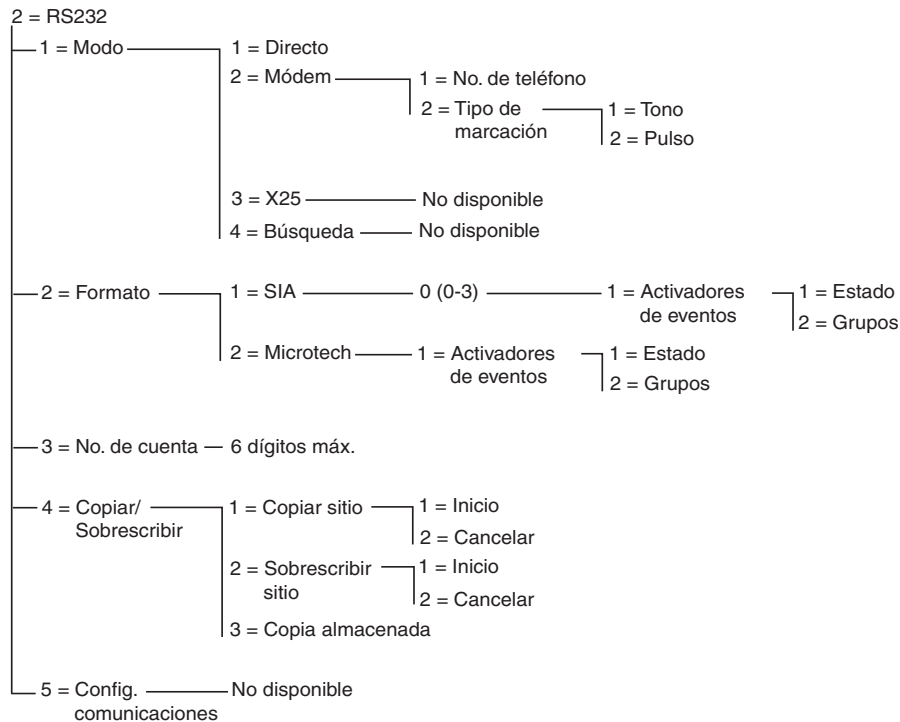 2 = RS232
1 = Modo
1 = Directo
2 = Módem
1 = No. de teléfono
2 = Tipo de
marcación
1 = Tono
2 = Pulso
3 = X25
No disponible
4 = Búsqueda
No disponible
2 = Formato
1 = SIA
0 (0-3)
1 = Activadores
de eventos
1 = Estado
2 = Grupos
2 = Microtech
1 = Activadores
de eventos
1 = Estado
2 = Grupos
3 = No. de cuenta
6 dígitos máx.
4 = Copiar/
Sobrescribir
1 = Copiar sitio
1 = Inicio
2 = Cancelar
2 = Sobrescribir
sitio
1 = Inicio
2 = Cancelar
3 = Copia almacenada
5 = Config.
comunicaciones
No disponible